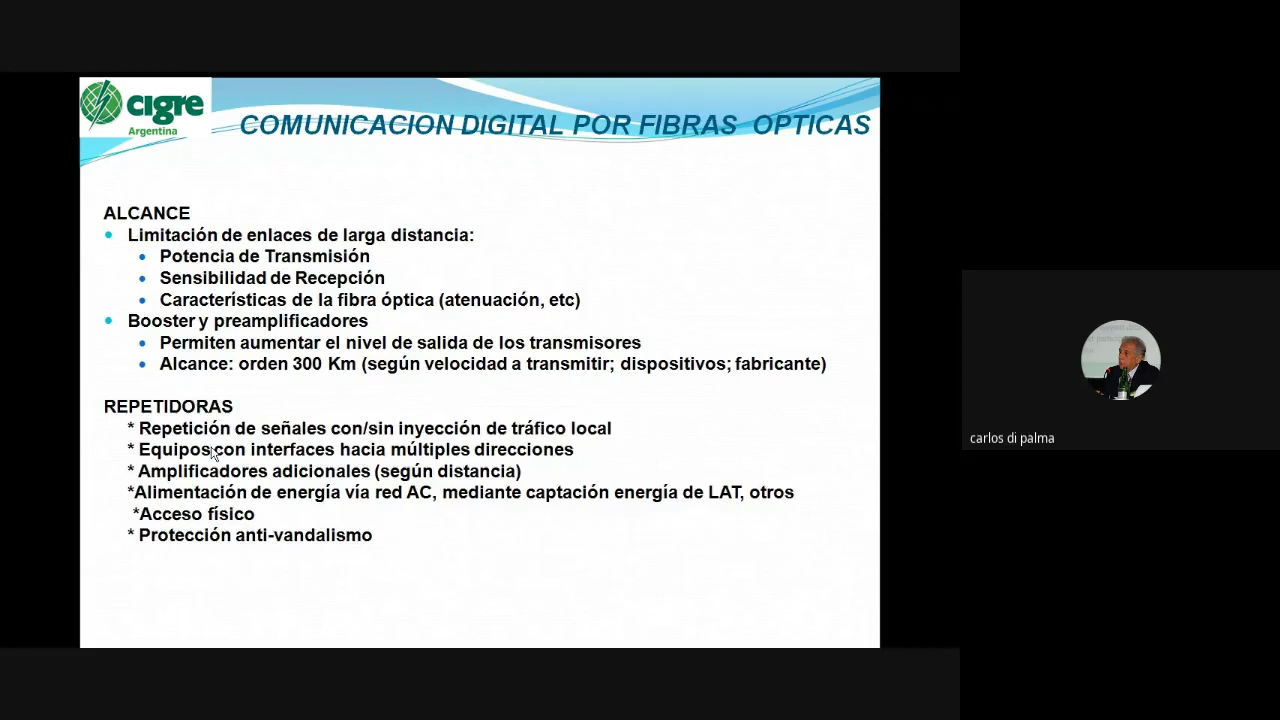 cigre
Argentina
COMUNICACION DIGITAL POR FIBRAS OPTICAS
ALCANCE
• Limitación de enlaces de larga distancia:
• Potencia de Transmisión
• Sensibilidad de Recepción
• Características de la fibra óptica (atenuación, etc)
• Booster y preamplificadores
• Permiten aumentar el nivel de salida de los transmisores
• Alcance: orden 300 Km (según velocidad a transmitir; dispositivos; fabricante)
REPETIDORAS
* Repetición de señales con/sin inyección de tráfico local
* Equipos con interfaces hacia múltiples direcciones
* Amplificadores adicionales (según distancia)
*Alimentación de energía vía red AC, mediante captación energía de LAT, otros
*Acceso físico
* Protección anti-vandalismo
carlos di palma